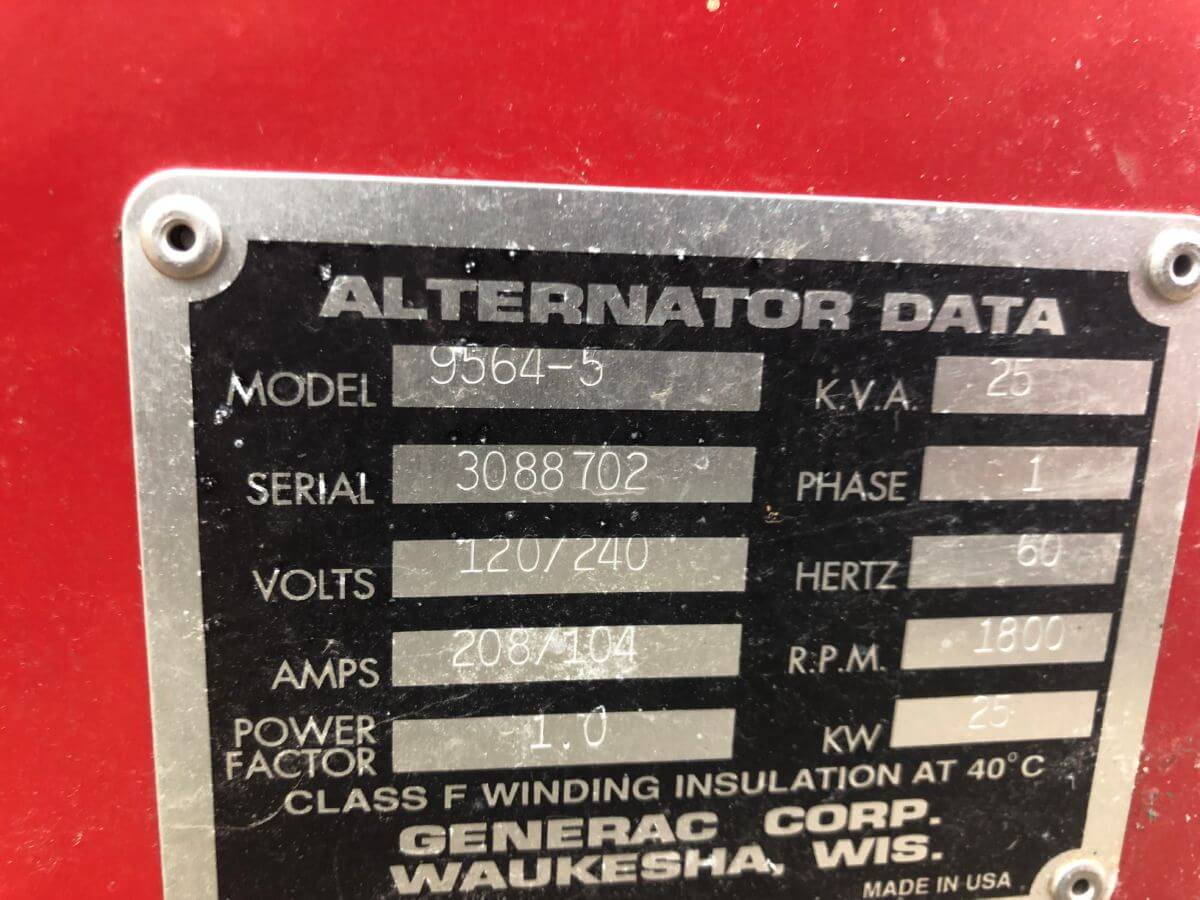 ALTERNATOR DATA
MODEL 9564-5 K.V.A. 25
SERIAL 3088702 PHASE 1
VOLTS 120/240 HERTZ 60
AMPS 208/104 R.P.M. 1800
POWER FACTOR 1.0 KW 25
CLASS F WINDING INSULATION AT 40°C
GENERAC CORP.
WAUKESHA, WIS.
MADE IN USA